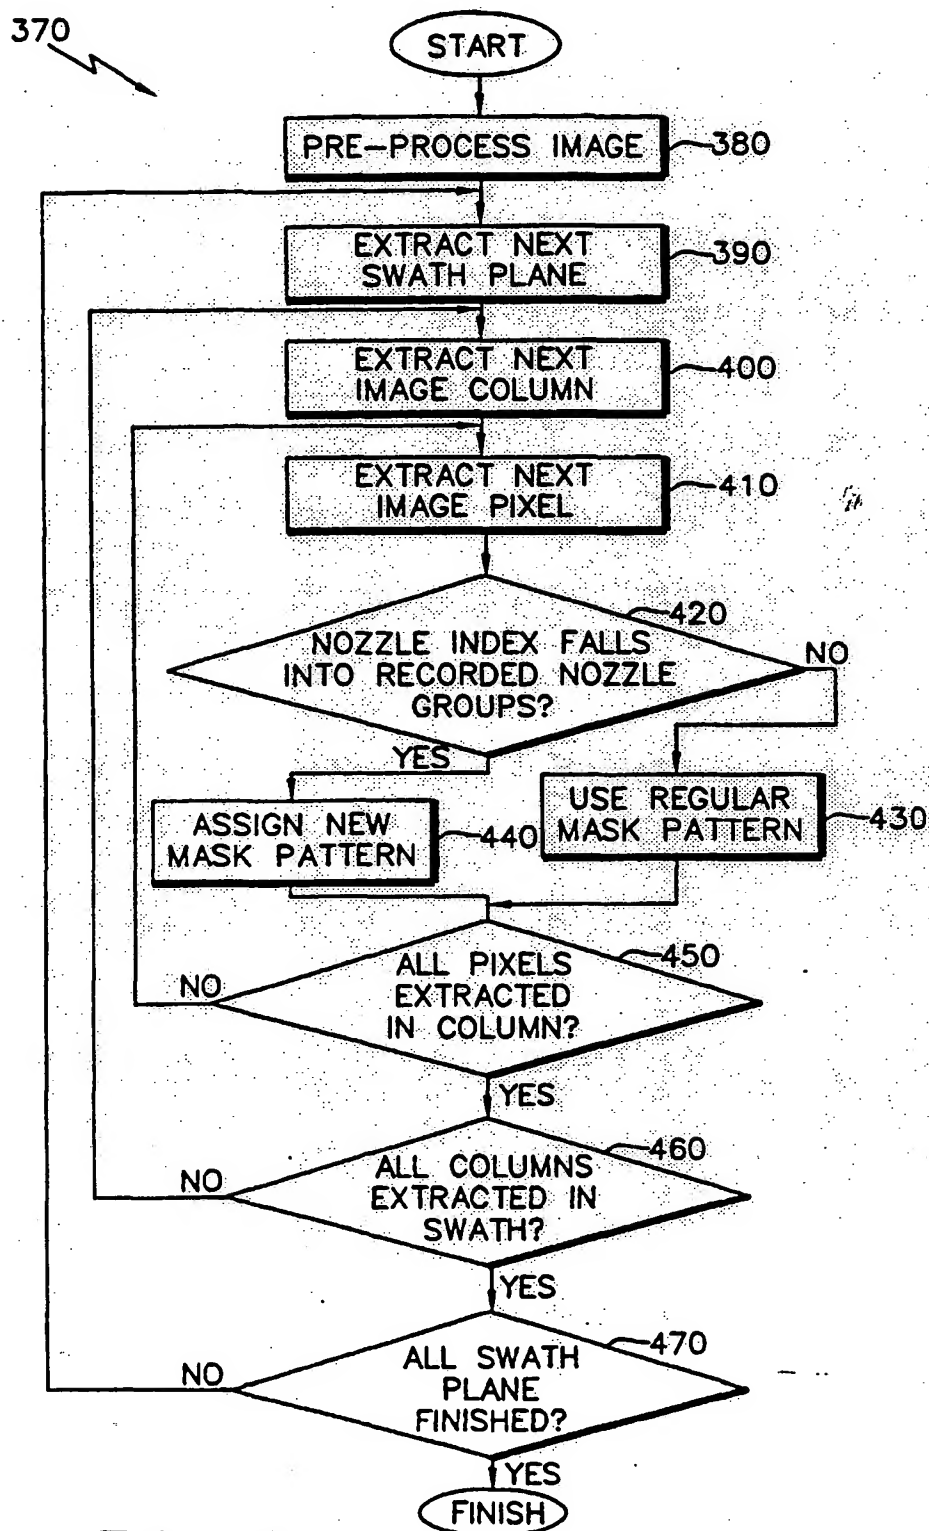 370
START
PRE-PROCESS IMAGE
380
EXTRACT NEXT
SWATH PLANE
390
EXTRACT NEXT
IMAGE COLUMN
400
EXTRACT NEXT
IMAGE PIXEL
410
420
NOZZLE INDEX FALLS
INTO RECORDED NOZZLE
GROUPS?
NO
YES
ASSIGN NEW
MASK PATTERN
440
USE REGULAR
MASK PATTERN
430
450
ALL PIXELS
EXTRACTED
IN COLUMN?
NO
YES
460
ALL COLUMNS
EXTRACTED IN
SWATH?
NO
YES
470
ALL SWATH
PLANE
FINISHED?
NO
YES
FINISH